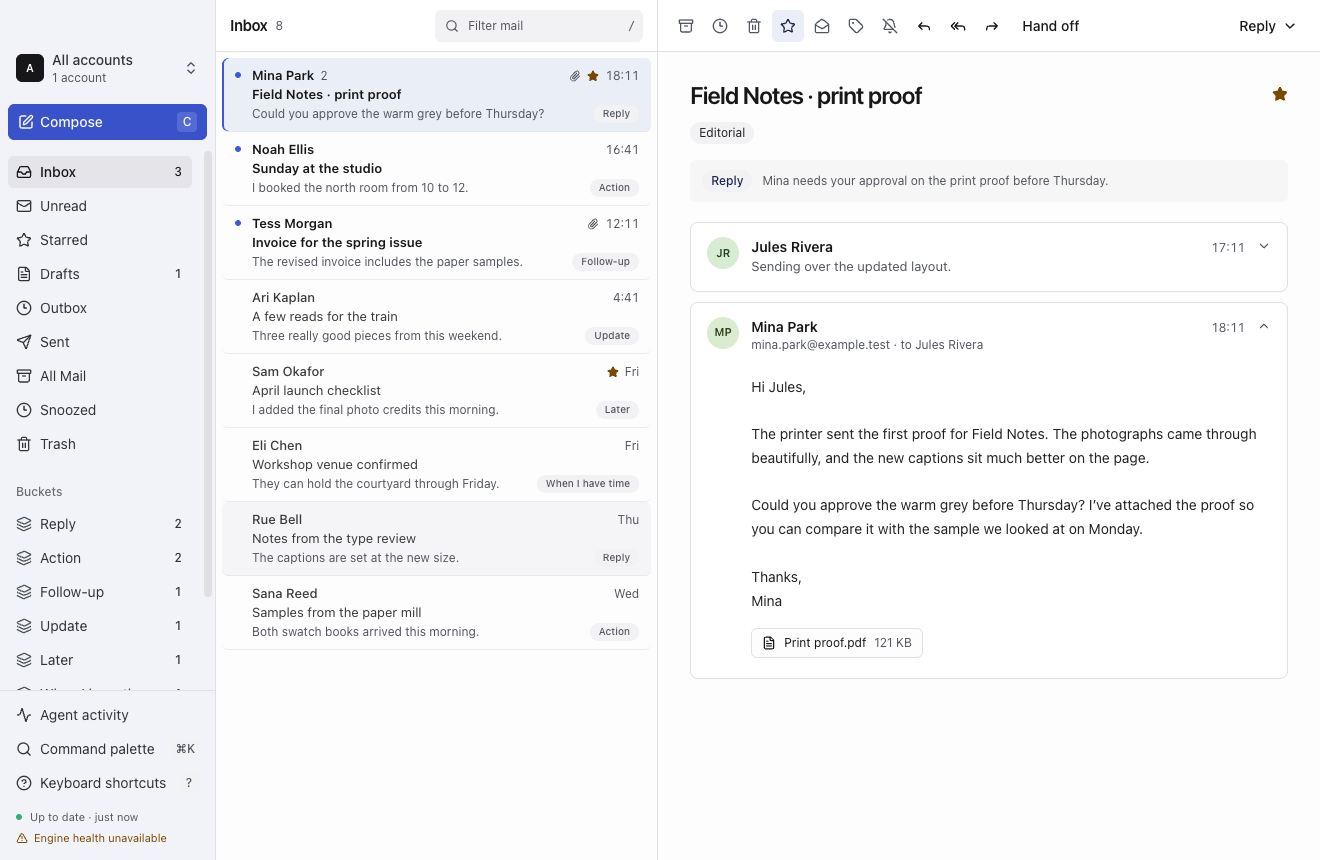 A
All accounts
1 account
Compose C
Inbox 3
Unread
Starred
Drafts 1
Outbox
Sent
All Mail
Snoozed
Trash
Buckets
Reply 2
Action 2
Follow-up 1
Update 1
Later 1
Agent activity
Command palette ⌘K
Keyboard shortcuts ?
Up to date · just now
Engine health unavailable
Inbox 8
Filter mail /
Mina Park 2 18:11
Field Notes · print proof
Could you approve the warm grey before Thursday? Reply
Noah Ellis 16:41
Sunday at the studio
I booked the north room from 10 to 12. Action
Tess Morgan 12:11
Invoice for the spring issue
The revised invoice includes the paper samples. Follow-up
Ari Kaplan 4:41
A few reads for the train
Three really good pieces from this weekend. Update
Sam Okafor Fri
April launch checklist
I added the final photo credits this morning. Later
Eli Chen Fri
Workshop venue confirmed
They can hold the courtyard through Friday. When I have time
Rue Bell Thu
Notes from the type review
The captions are set at the new size. Reply
Sana Reed Wed
Samples from the paper mill
Both swatch books arrived this morning. Action
Hand off Reply
Field Notes · print proof
Editorial
Reply Mina needs your approval on the print proof before Thursday.
JR Jules Rivera 17:11
Sending over the updated layout.
MP Mina Park 18:11
mina.park@example.test · to Jules Rivera
Hi Jules,
The printer sent the first proof for Field Notes. The photographs came through
beautifully, and the new captions sit much better on the page.
Could you approve the warm grey before Thursday? I’ve attached the proof so
you can compare it with the sample we looked at on Monday.
Thanks,
Mina
Print proof.pdf 121 KB